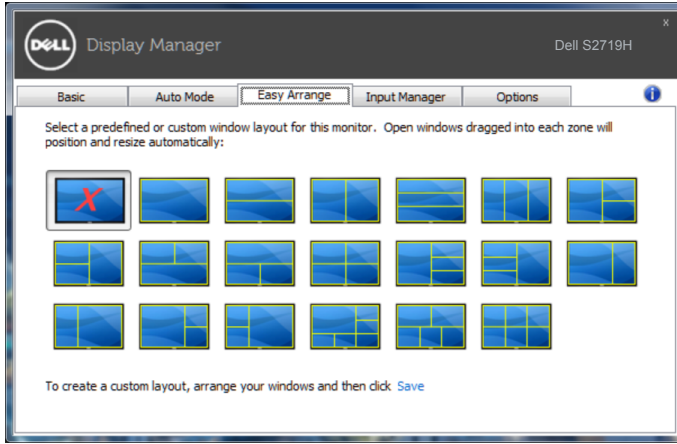 DELL Display Manager
x
Dell S2719H
Basic Auto Mode Easy Arrange Input Manager Options i
Select a predefined or custom window layout for this monitor. Open windows dragged into each zone will
position and resize automatically:
X
To create a custom layout, arrange your windows and then click Save